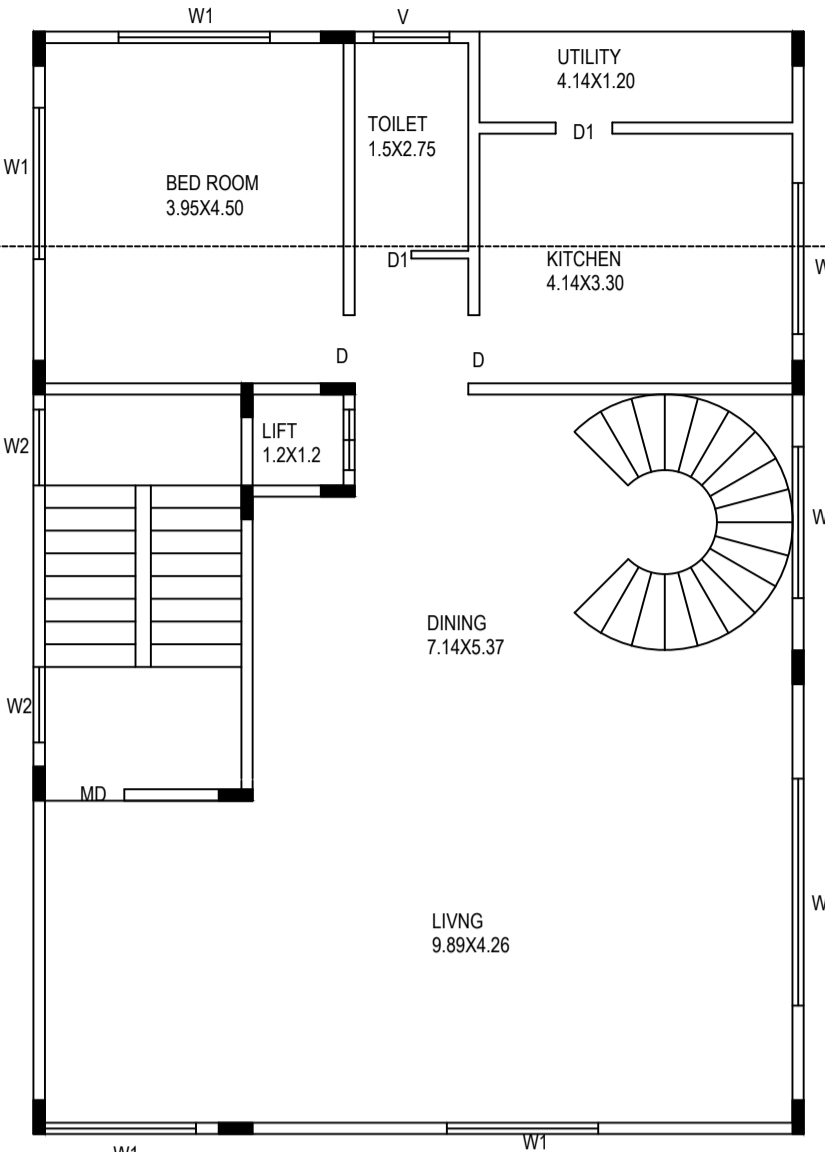 W1
V
UTILITY
4.14X1.20
TOILET
1.5X2.75
D1
W1
BED ROOM
3.95X4.50
D1
KITCHEN
4.14X3.30
W
D
D
LIFT
1.2X1.2
W2
W
DINING
7.14X5.37
W2
MD
LIVNG
9.89X4.26
W
W1
W1